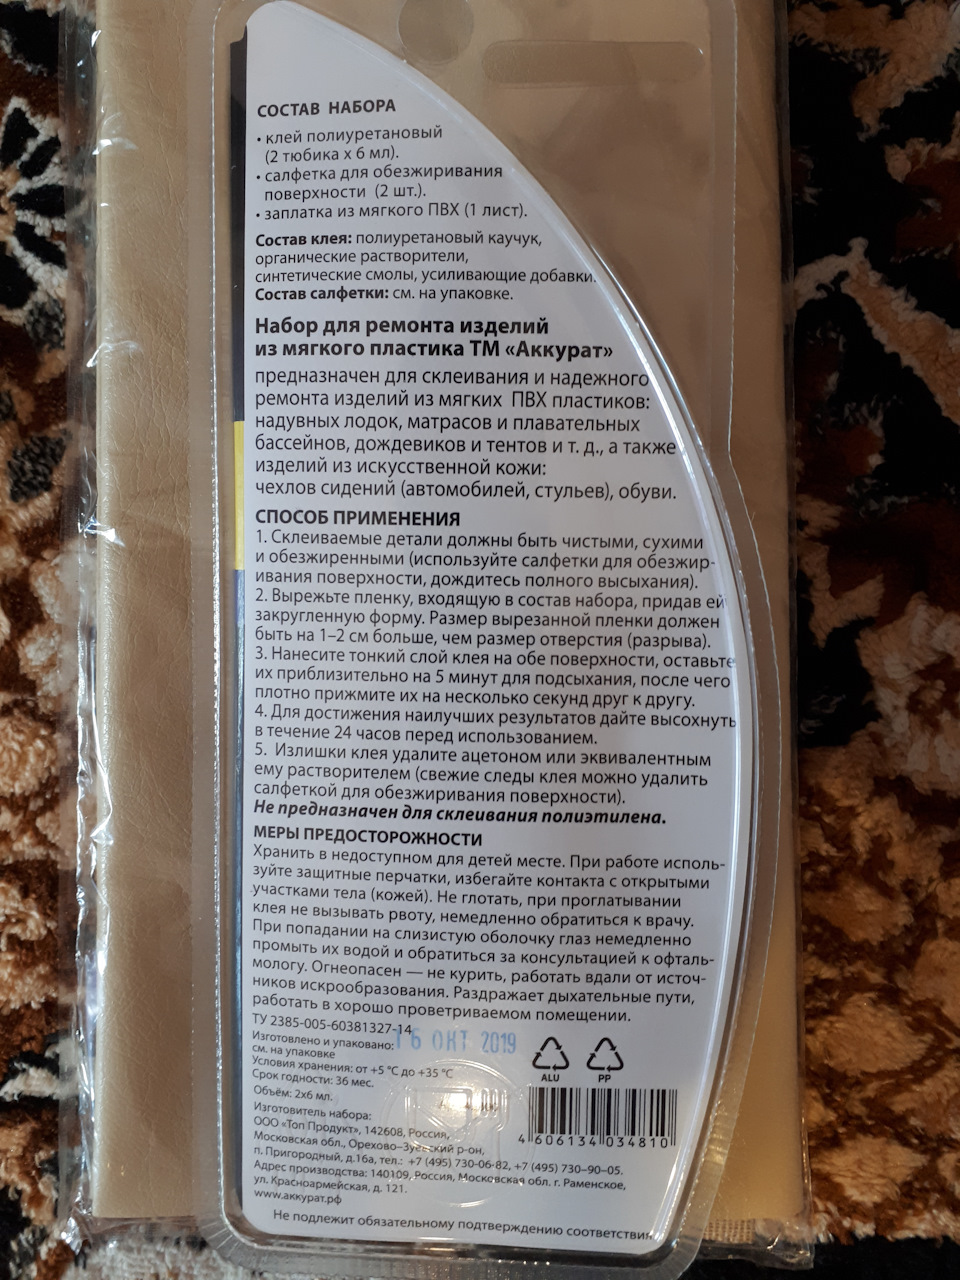 СОСТАВ НАБОРА
• клей полиуретановый
(2 тюбика х 6 мл).
• салфетка для обезжиривания
поверхности (2 шт.).
• заплатка из мягкого ПВХ (1 лист).
Состав клея: полиуретановый каучук,
органические растворители,
синтетические смолы, усиливающие добавки.
Состав салфетки: см. на упаковке.
Набор для ремонта изделий
из мягкого пластика ТМ «Аккурат»
предназначен для склеивания и надежного
ремонта изделий из мягких ПВХ пластиков:
надувных лодок, матрасов и плавательных
бассейнов, дождевиков и тентов и т. д., а также
изделий из искусственной кожи:
чехлов сидений (автомобилей, стульев), обуви.
СПОСОБ ПРИМЕНЕНИЯ
1. Склеиваемые детали должны быть чистыми, сухими
и обезжиренными (используйте салфетки для обезжир-
ивания поверхности, дождитесь полного высыхания).
2. Вырежьте пленку, входящую в состав набора, придав ей
закругленную форму. Размер вырезанной пленки должен
быть на 1–2 см больше, чем размер отверстия (разрыва).
3. Нанесите тонкий слой клея на обе поверхности, оставьте
их приблизительно на 5 минут для подсыхания, после чего
плотно прижмите их на несколько секунд друг к другу.
4. Для достижения наилучших результатов дайте высохнуть
в течение 24 часов перед использованием.
5. Излишки клея удалите ацетоном или эквивалентным
ему растворителем (свежие следы клея можно удалить
салфеткой для обезжиривания поверхности).
Не предназначен для склеивания полиэтилена.
МЕРЫ ПРЕДОСТОРОЖНОСТИ
Хранить в недоступном для детей месте. При работе исполь-
зуйте защитные перчатки, избегайте контакта с открытыми
участками тела (кожей). Не глотать, при проглатывании
клея не вызывать рвоту, немедленно обратиться к врачу.
При попадании на слизистую оболочку глаз немедленно
промыть их водой и обратиться за консультацией к офталь-
мологу. Огнеопасен — не курить, работать вдали от источ-
ников искрообразования. Раздражает дыхательные пути,
работать в хорошо проветриваемом помещении.
ТУ 2385-005-60381327-14
Изготовлено и упаковано: 16 ОКТ 2019
см. на упаковке
Условия хранения: от +5 °С до +35 °С
Срок годности: 36 мес.
Объём: 2х6 мл.
ALU PP
Изготовитель набора:
ООО «Топ Продукт», 142608, Россия,
Московская обл., Орехово–Зуевский р-он,
п. Пригородный, д.16а, тел.: +7 (495) 730-06-82, +7 (495) 730–90–05.
Адрес производства: 140109, Россия, Московская обл. г. Раменское,
ул. Красноармейская, д. 121.
www.аккурат.рф
4 606134 034810
Не подлежит обязательному подтверждению соответствия.